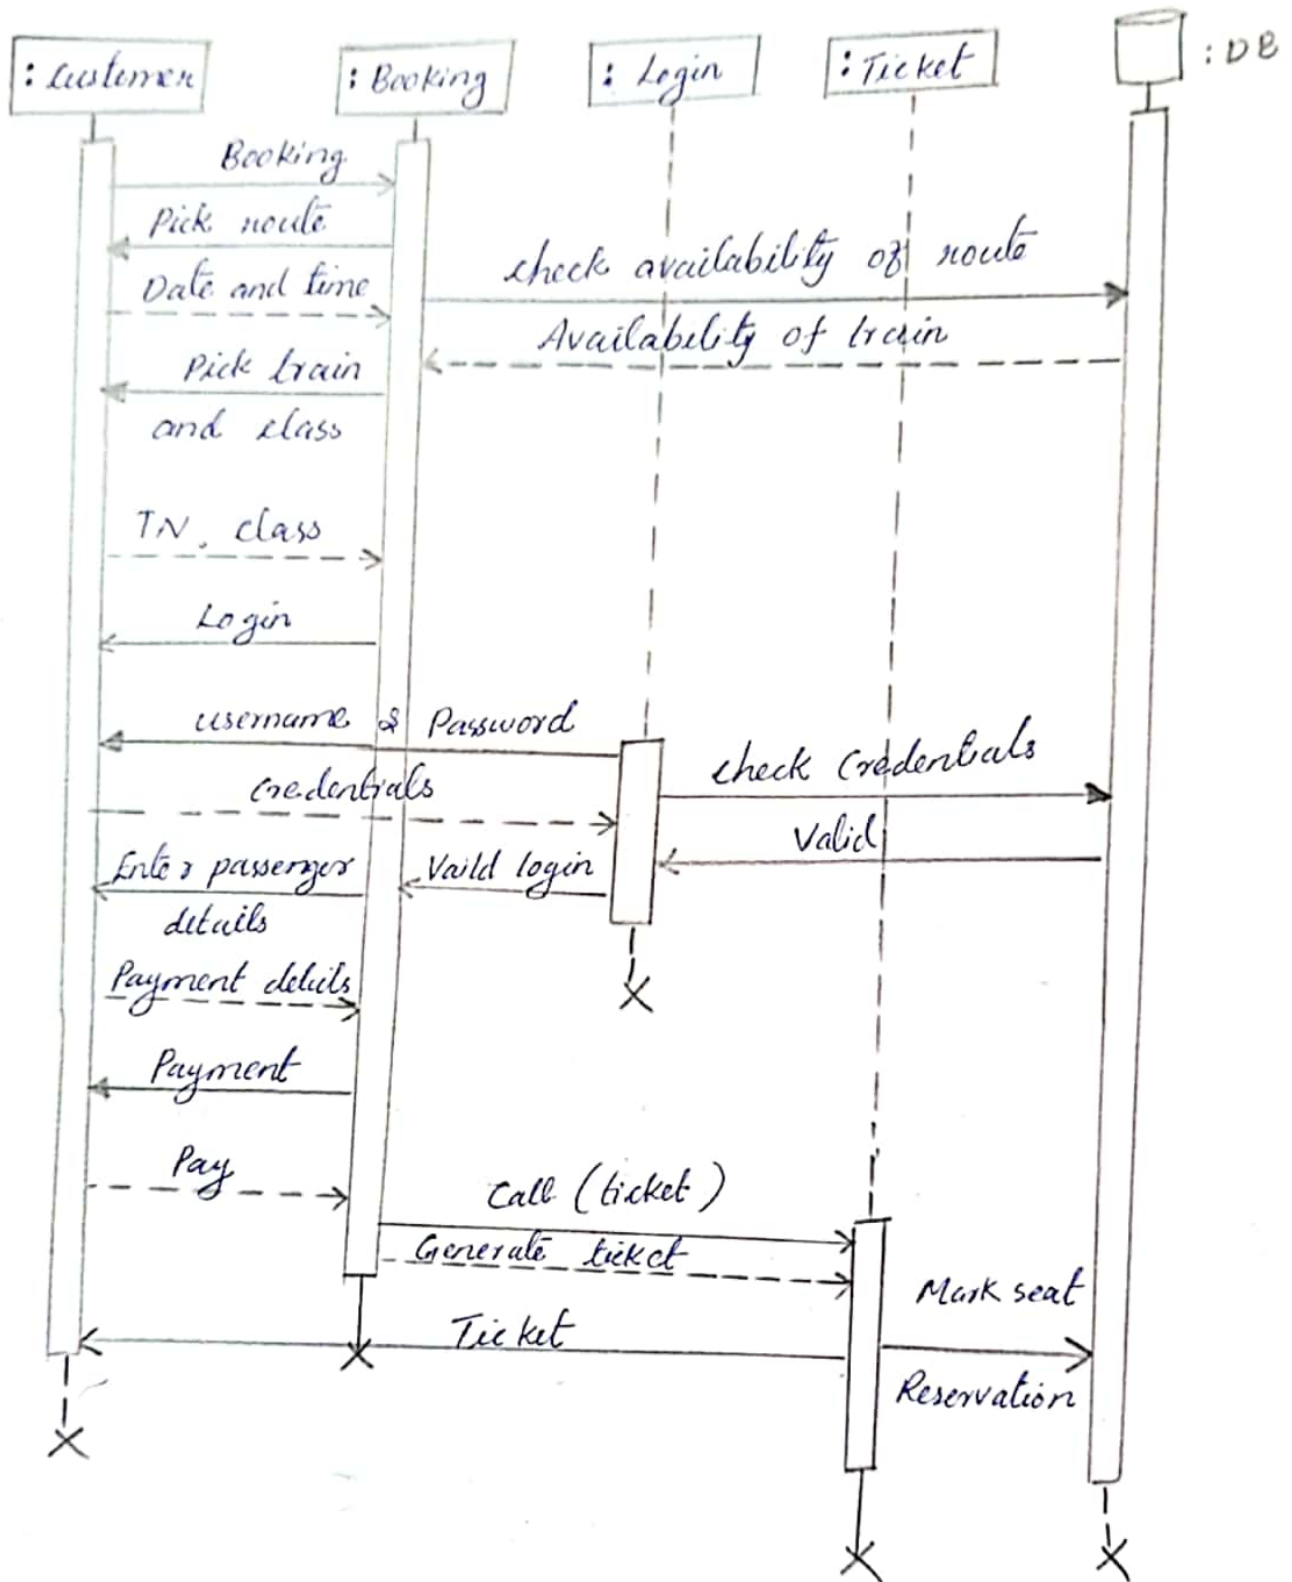 : Customer
: Booking
: Login
: Ticket
: DB
Booking
Pick route
Date and time
check availability of route
Availability of train
Pick train
and class
TN, class
Login
username & Password
credentials
check Credentials
Valid
Enter passenger
details
Vaild login
Payment detils
Payment
Pay
Call (ticket)
Generate ticket
Mark seat
Ticket
Reservation